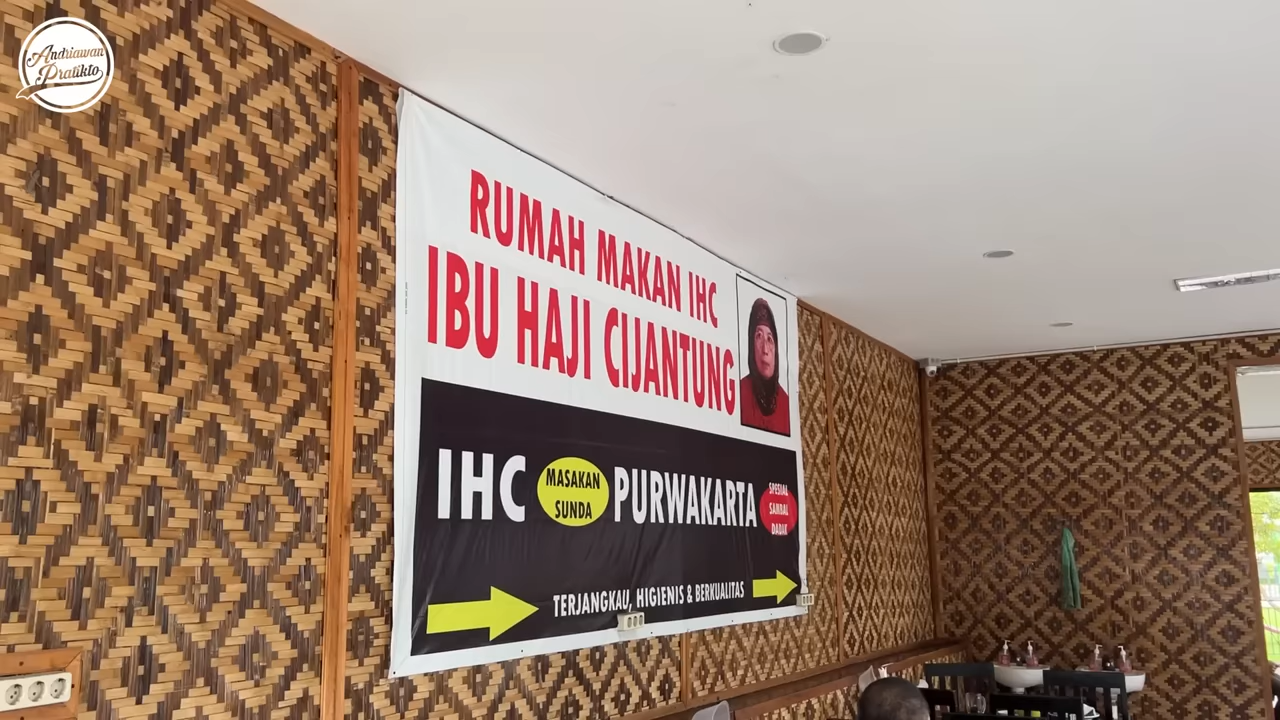 Andriawan
Pratikto
RUMAH MAKAN IHC
IBU HAJI CIJANTUNG
IHC
MASAKAN
SUNDA
PURWAKARTA
SPESIAL
SAMBAL
DADAK
TERJANGKAU, HIGIENIS & BERKUALITAS